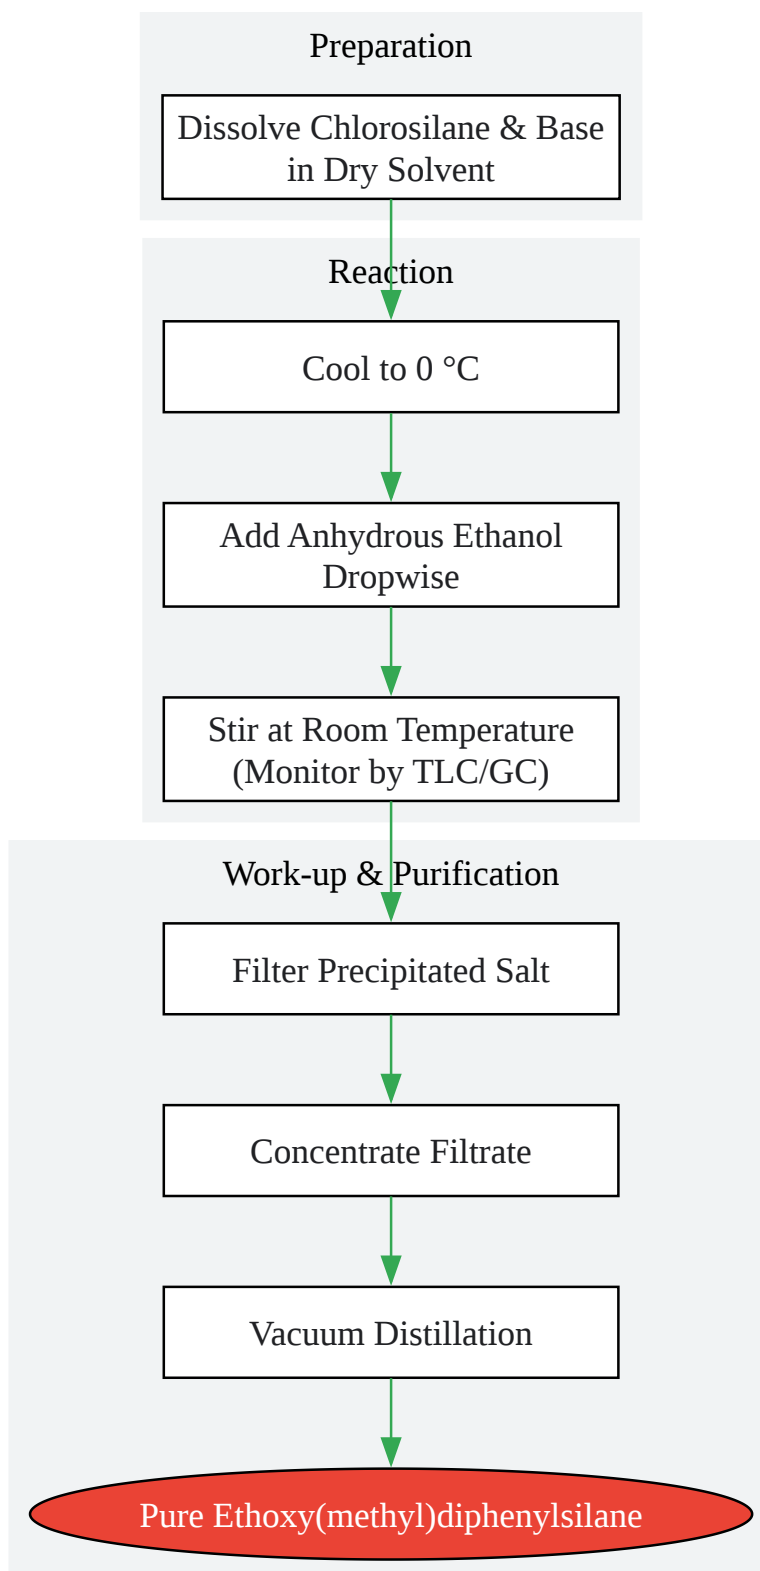 Preparation
Dissolve Chlorosilane & Base
in Dry Solvent
Reaction
Cool to 0 °C
Add Anhydrous Ethanol
Dropwise
Stir at Room Temperature
(Monitor by TLC/GC)
Work-up & Purification
Filter Precipitated Salt
Concentrate Filtrate
Vacuum Distillation
Pure Ethoxy(methyl)diphenylsilane